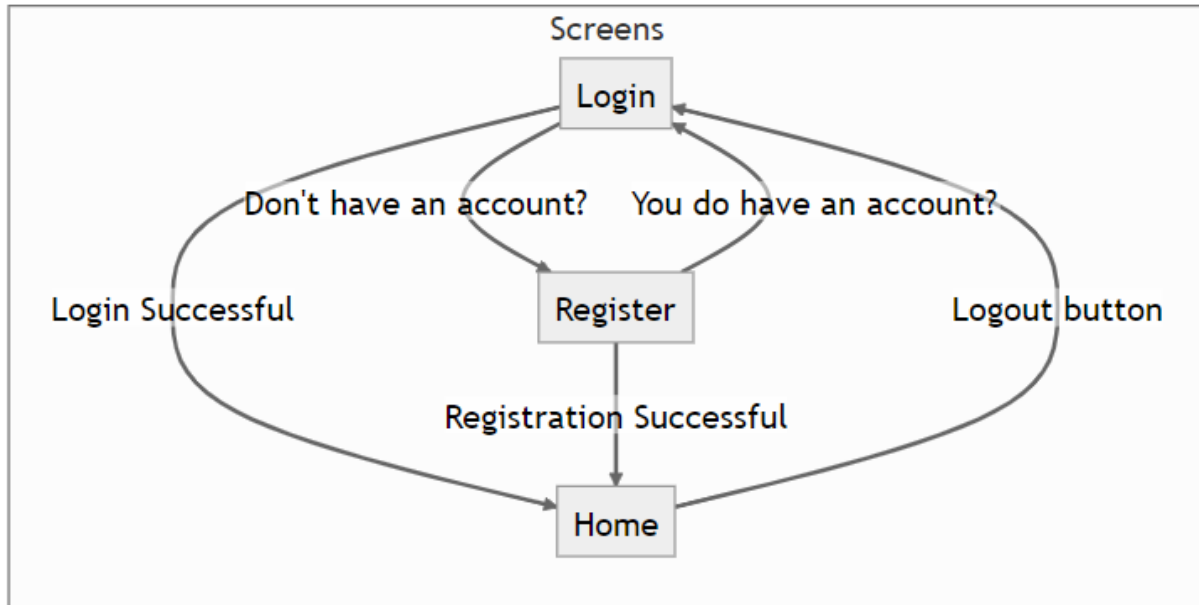 Screens
Login
Don't have an account?
You do have an account?
Login Successful
Register
Logout button
Registration Successful
Home